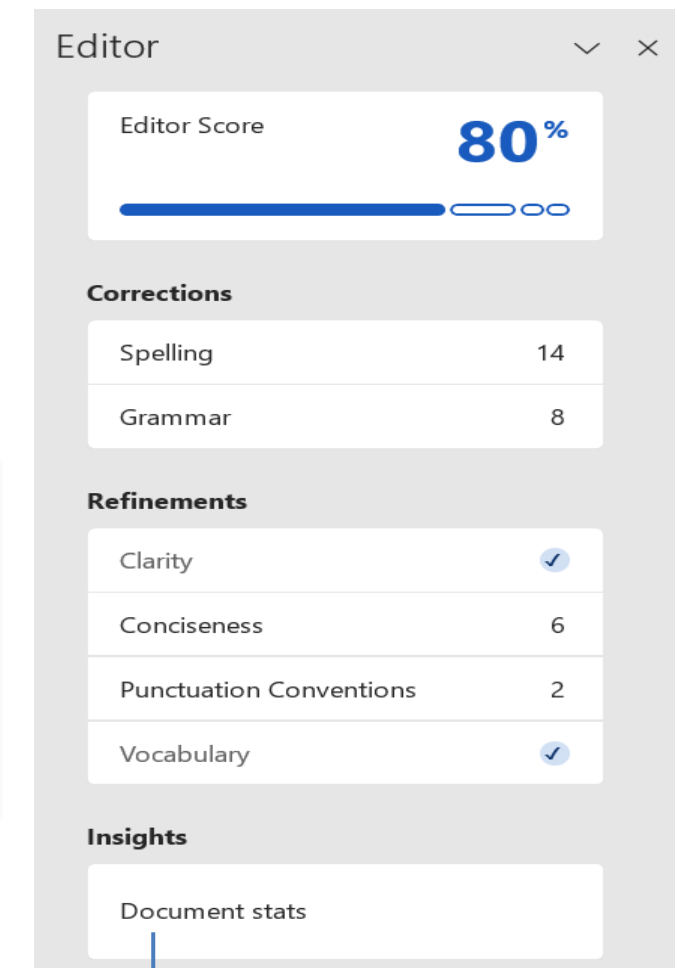 Editor
Editor Score
80%
Corrections
Spelling 14
Grammar 8
Refinements
Clarity
Conciseness 6
Punctuation Conventions 2
Vocabulary
Insights
Document stats